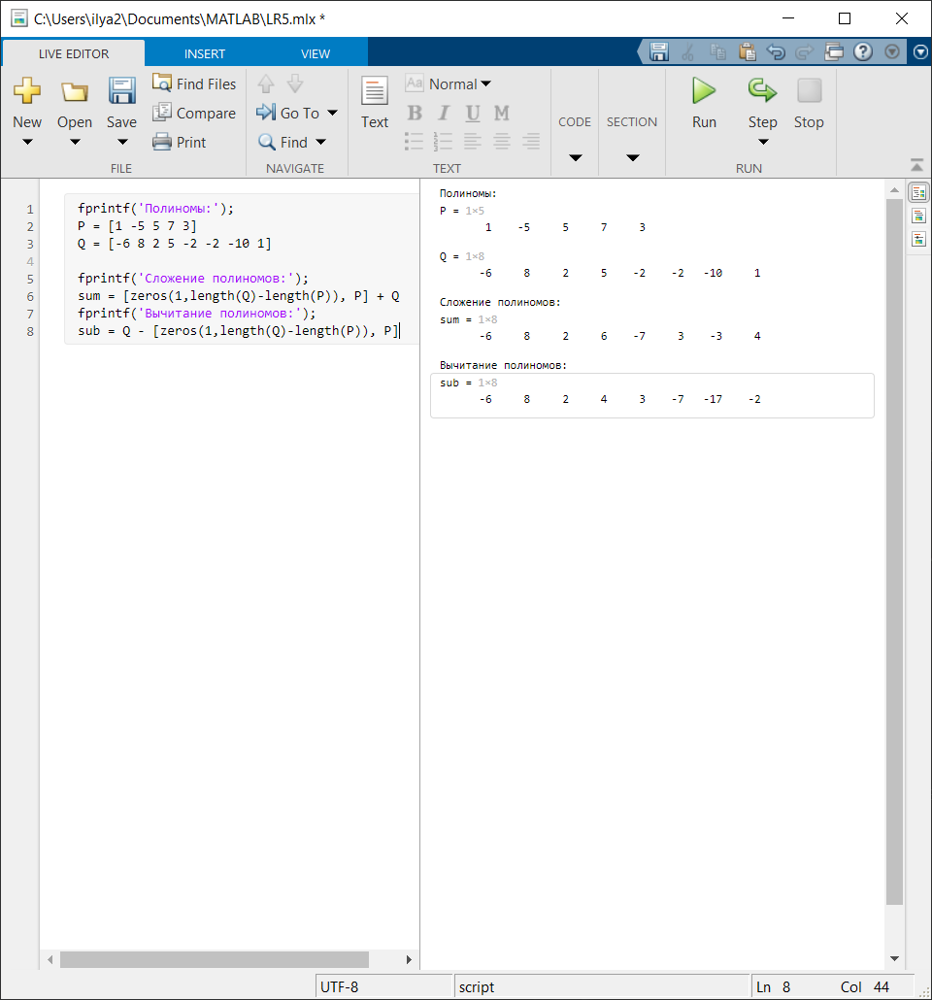 C:\Users\ilya2\Documents\MATLAB\LR5.mlx *
LIVE EDITOR INSERT VIEW
New
Open
Save
Find Files
Compare
Print
FILE
Go To
Find
NAVIGATE
Text
Aa Normal
B I U M
TEXT
CODE
SECTION
Run
Step
Stop
RUN
1 fprintf('Полиномы:');
2 P = [1 -5 5 7 3]
3 Q = [-6 8 2 5 -2 -2 -10 1]
4
5 fprintf('Сложение полиномов:');
6 sum = [zeros(1,length(Q)-length(P)), P] + Q
7 fprintf('Вычитание полиномов:');
8 sub = Q - [zeros(1,length(Q)-length(P)), P]
Полиномы:
P = 1×5
1 -5 5 7 3
Q = 1×8
-6 8 2 5 -2 -2 -10 1
Сложение полиномов:
sum = 1×8
-6 8 2 6 -7 3 -3 4
Вычитание полиномов:
sub = 1×8
-6 8 2 4 3 -7 -17 -2
UTF-8 script Ln 8 Col 44